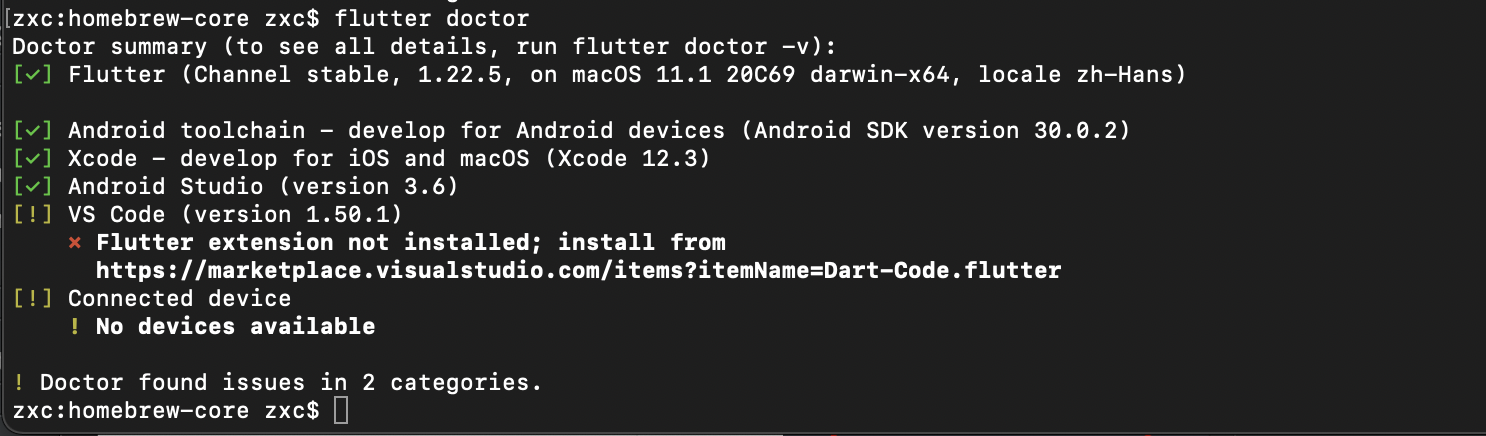 [zxc:homebrew-core zxc$ flutter doctor
Doctor summary (to see all details, run flutter doctor -v):
[✓] Flutter (Channel stable, 1.22.5, on macOS 11.1 20C69 darwin-x64, locale zh-Hans)
[✓] Android toolchain - develop for Android devices (Android SDK version 30.0.2)
[✓] Xcode - develop for iOS and macOS (Xcode 12.3)
[✓] Android Studio (version 3.6)
[!] VS Code (version 1.50.1)
✗ Flutter extension not installed; install from
https://marketplace.visualstudio.com/items?itemName=Dart-Code.flutter
[!] Connected device
! No devices available
! Doctor found issues in 2 categories.
zxc:homebrew-core zxc$